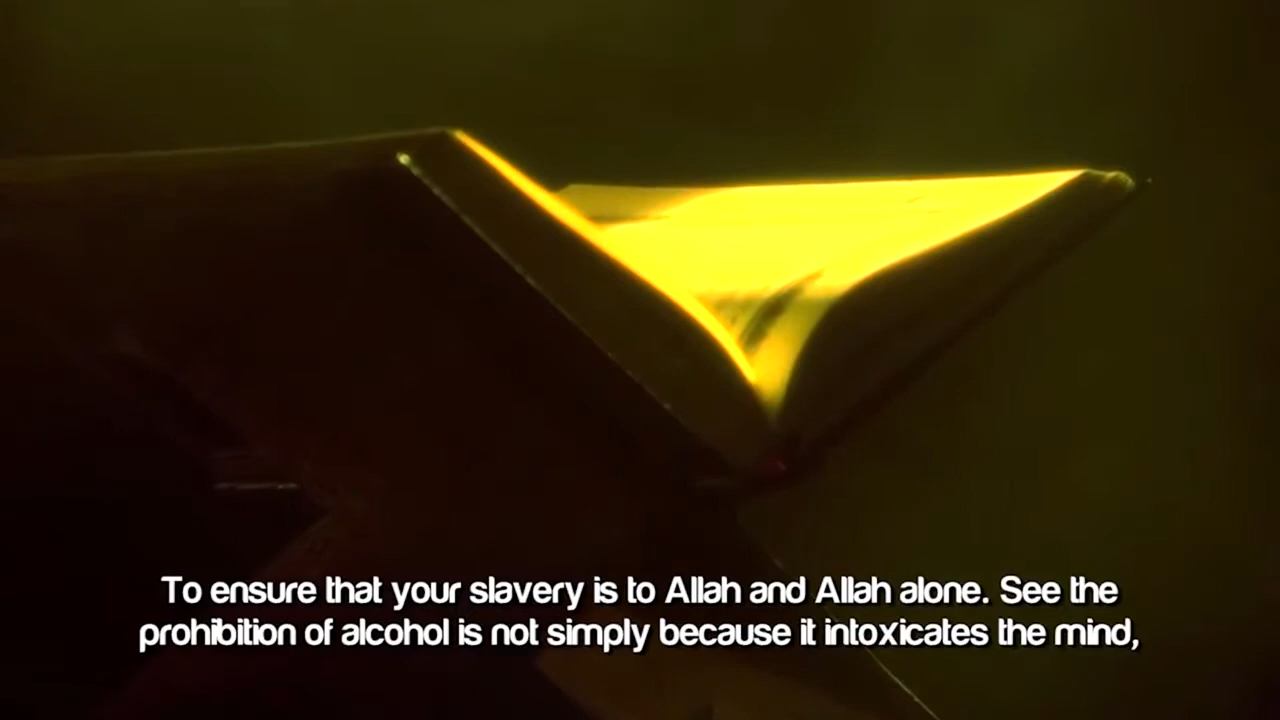 To ensure that your slavery is to Allah and Allah alone. See the
prohibition of alcohol is not simply because it intoxicates the mind,